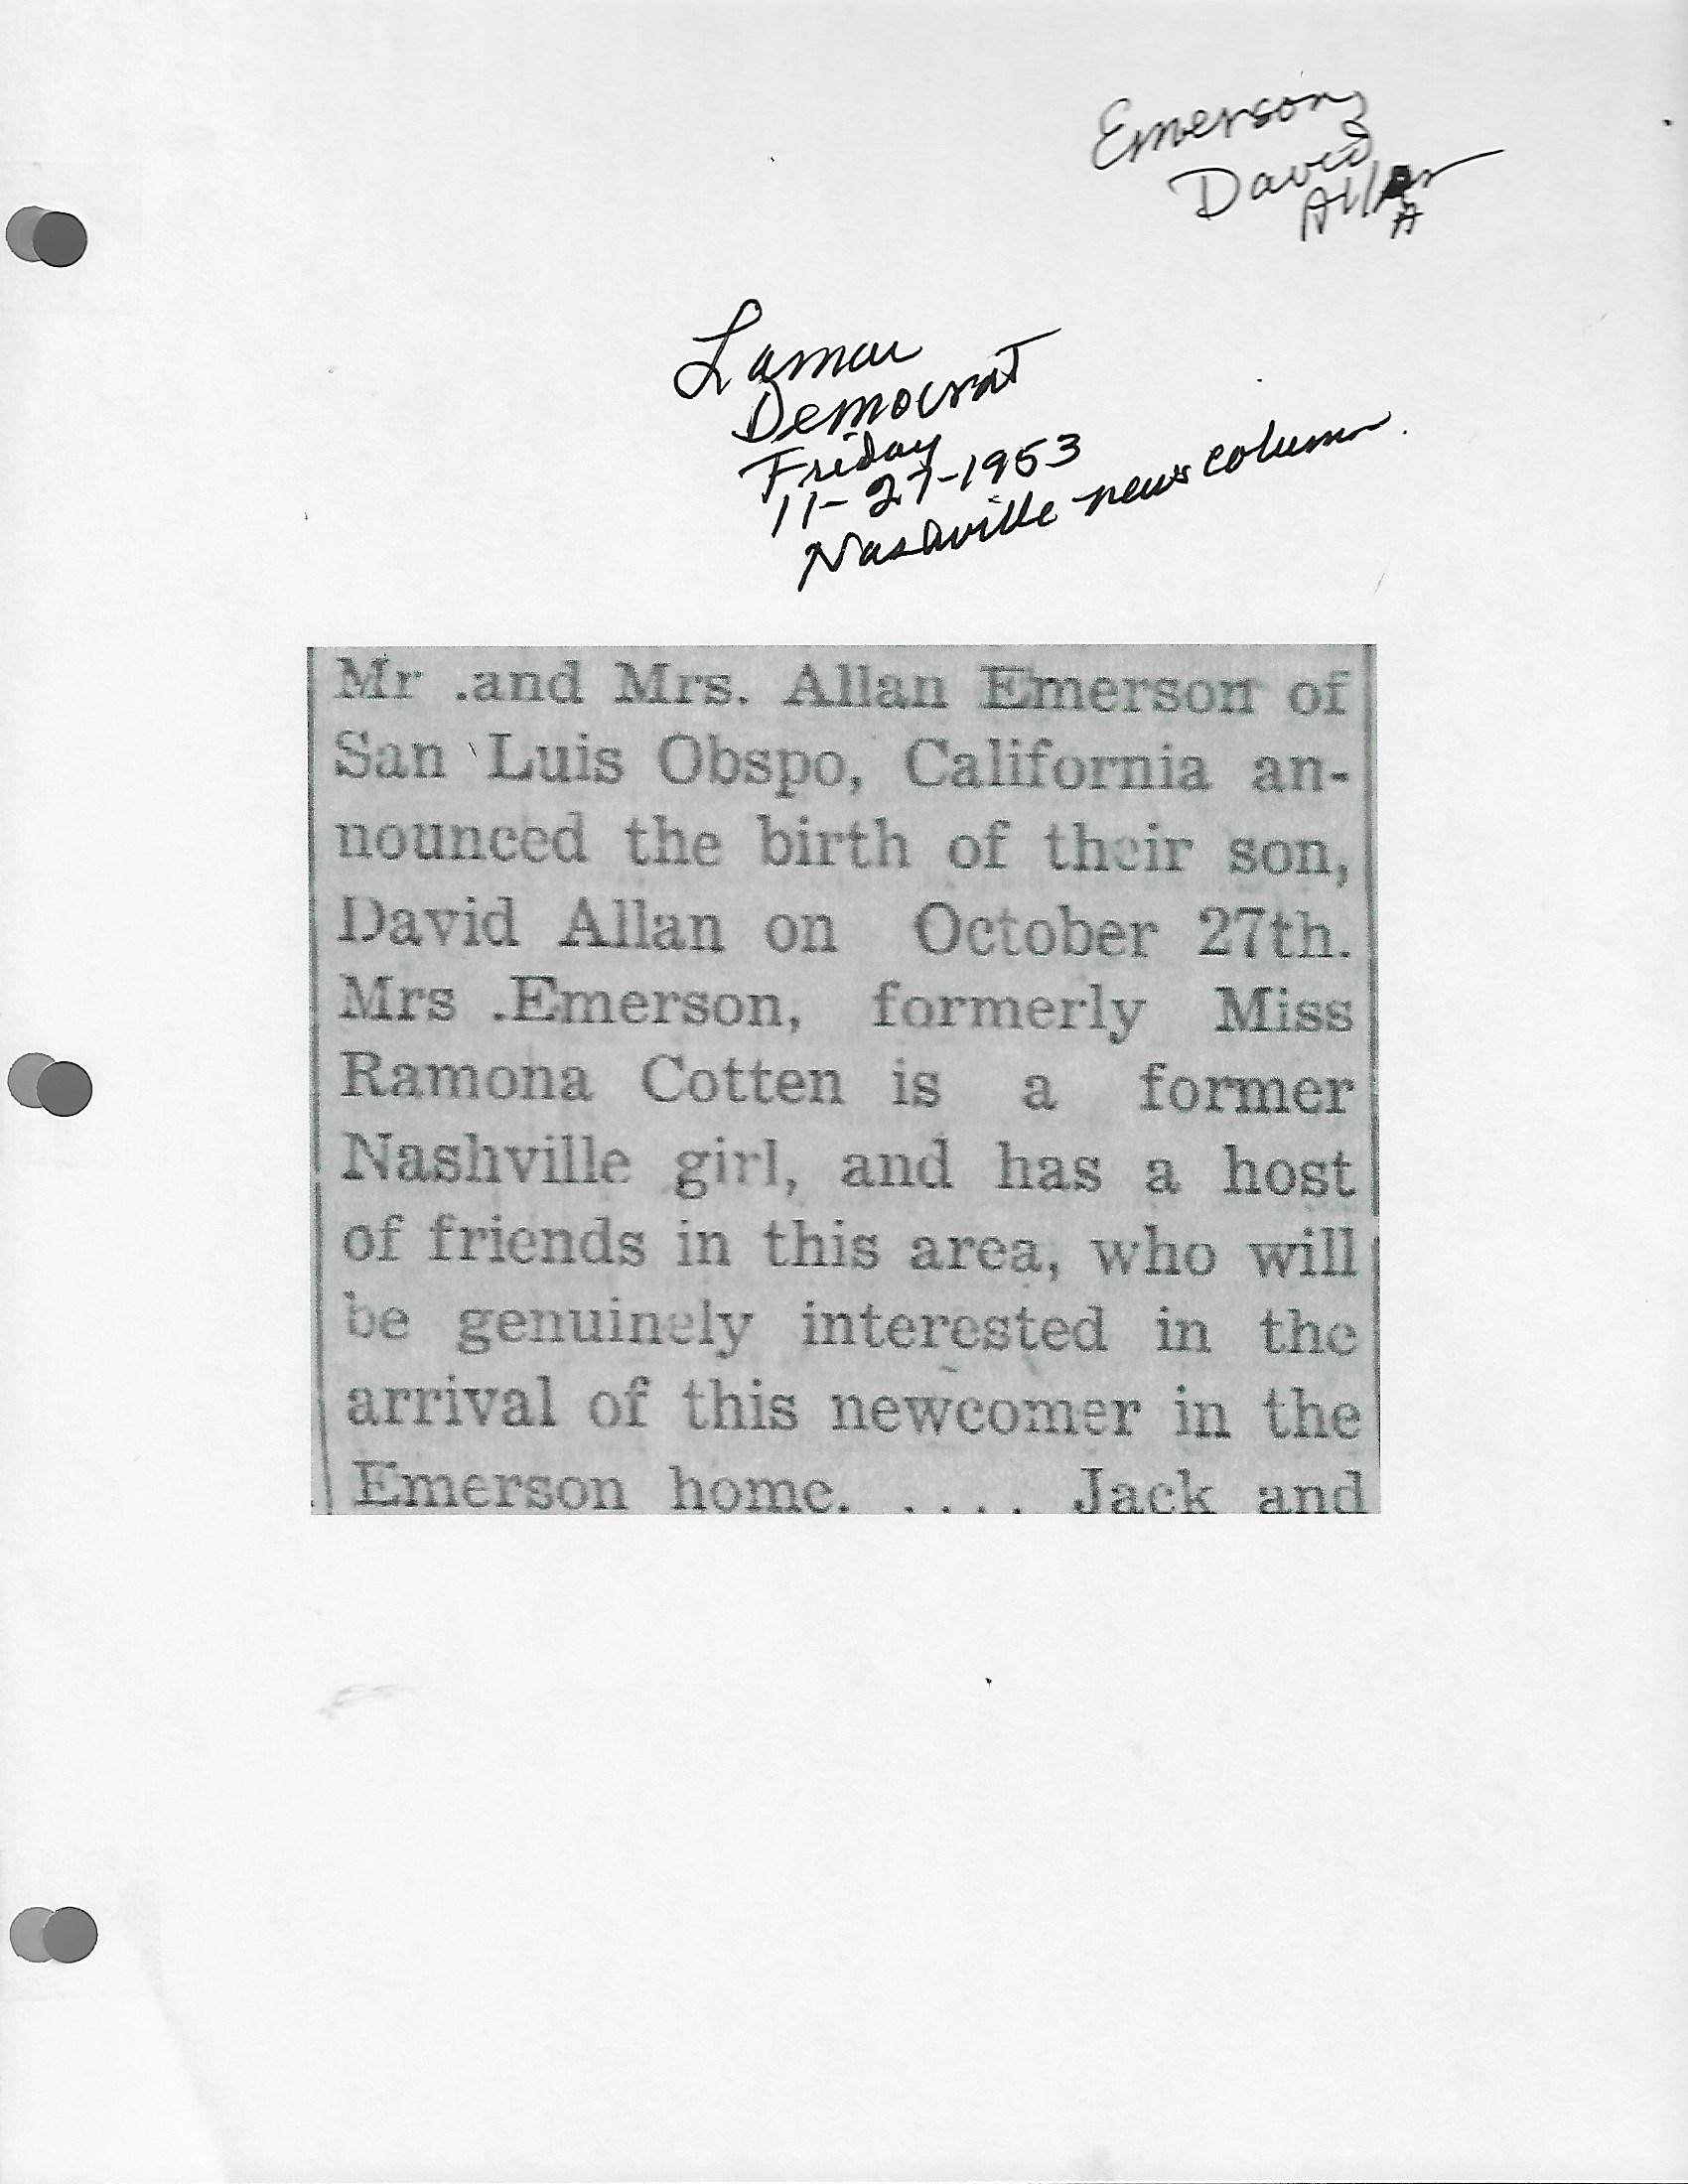 Emerson,
David
Allan
A
Lamar
Democrat
Friday
11-27-1953
Nashville news column.
Mr .and Mrs. Allan Emerson of
San Luis Obspo, California an-
nounced the birth of their son,
David Allan on October 27th.
Mrs .Emerson, formerly Miss
Ramona Cotten is a former
Nashville girl, and has a host
of friends in this area, who will
be genuinely interested in the
arrival of this newcomer in the
Emerson home. . . . . Jack and